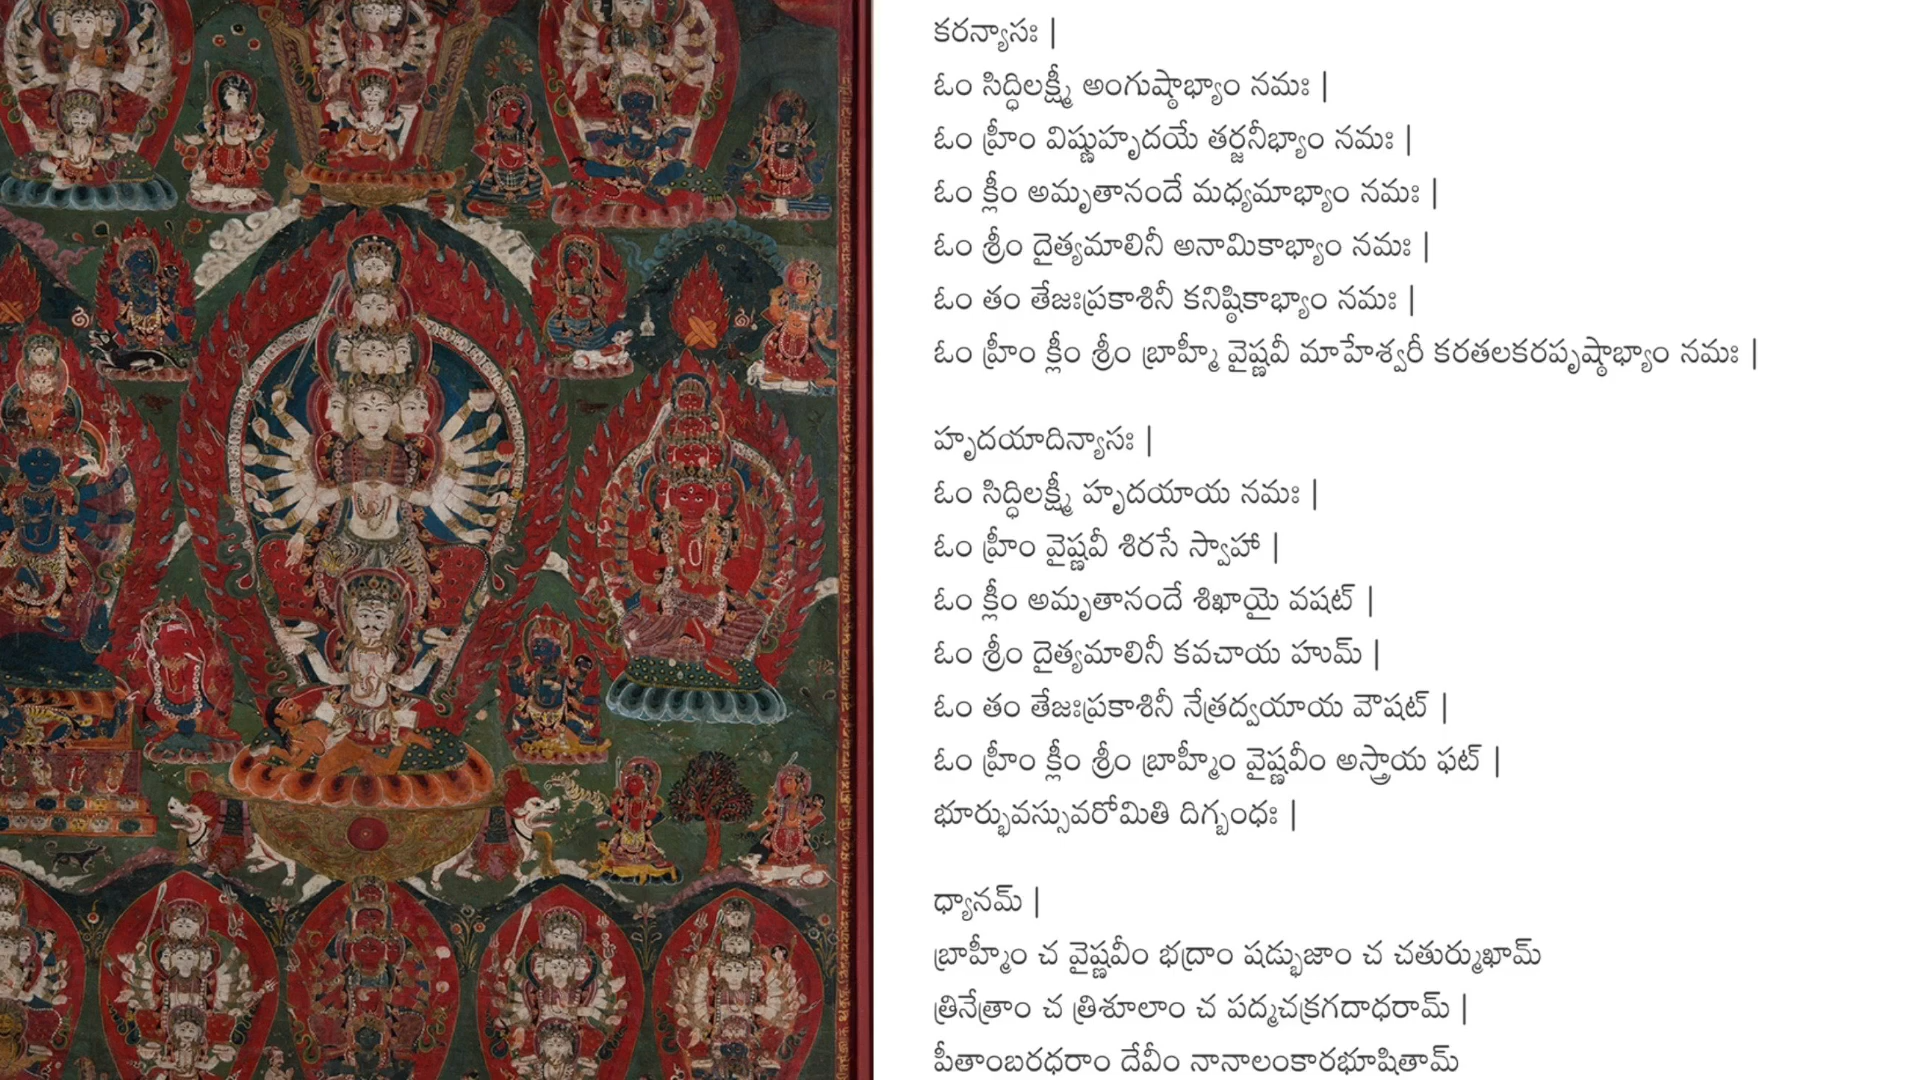 కరన్యాసః |
ఓం సిద్ధిలక్ష్మీ అంగుష్ఠాభ్యాం నమః |
ఓం హ్రీం విష్ణుహృదయే తర్జనీభ్యాం నమః |
ఓం క్లీం అమృతానందే మధ్యమాభ్యాం నమః |
ఓం శ్రీం దైత్యమాలినీ అనామికాభ్యాం నమః |
ఓం తం తేజఃప్రకాశినీ కనిష్ఠికాభ్యాం నమః |
ఓం హ్రీం క్లీం శ్రీం బ్రాహ్మీ వైష్ణవీ మాహేశ్వరీ కరతలకరపృష్ఠాభ్యాం నమః |
హృదయాదిన్యాసః |
ఓం సిద్ధిలక్ష్మీ హృదయాయ నమః |
ఓం హ్రీం వైష్ణవీ శిరసే స్వాహా |
ఓం క్లీం అమృతానందే శిఖాయై వషట్ |
ఓం శ్రీం దైత్యమాలినీ కవచాయ హుమ్ |
ఓం తం తేజఃప్రకాశినీ నేత్రద్వయాయ వౌషట్ |
ఓం హ్రీం క్లీం శ్రీం బ్రాహ్మీం వైష్ణవీం అస్త్రాయ ఫట్ |
భూర్భువస్సువరోమితి దిగ్బంధః |
ధ్యానమ్ |
బ్రాహ్మీం చ వైష్ణవీం భద్రాం షడ్భుజాం చ చతుర్ముఖామ్
త్రినేత్రాం చ త్రిశూలాం చ పద్మచక్రగదాధరామ్ |
పీతాంబరధరాం దేవీం నానాలంకారభూషితామ్